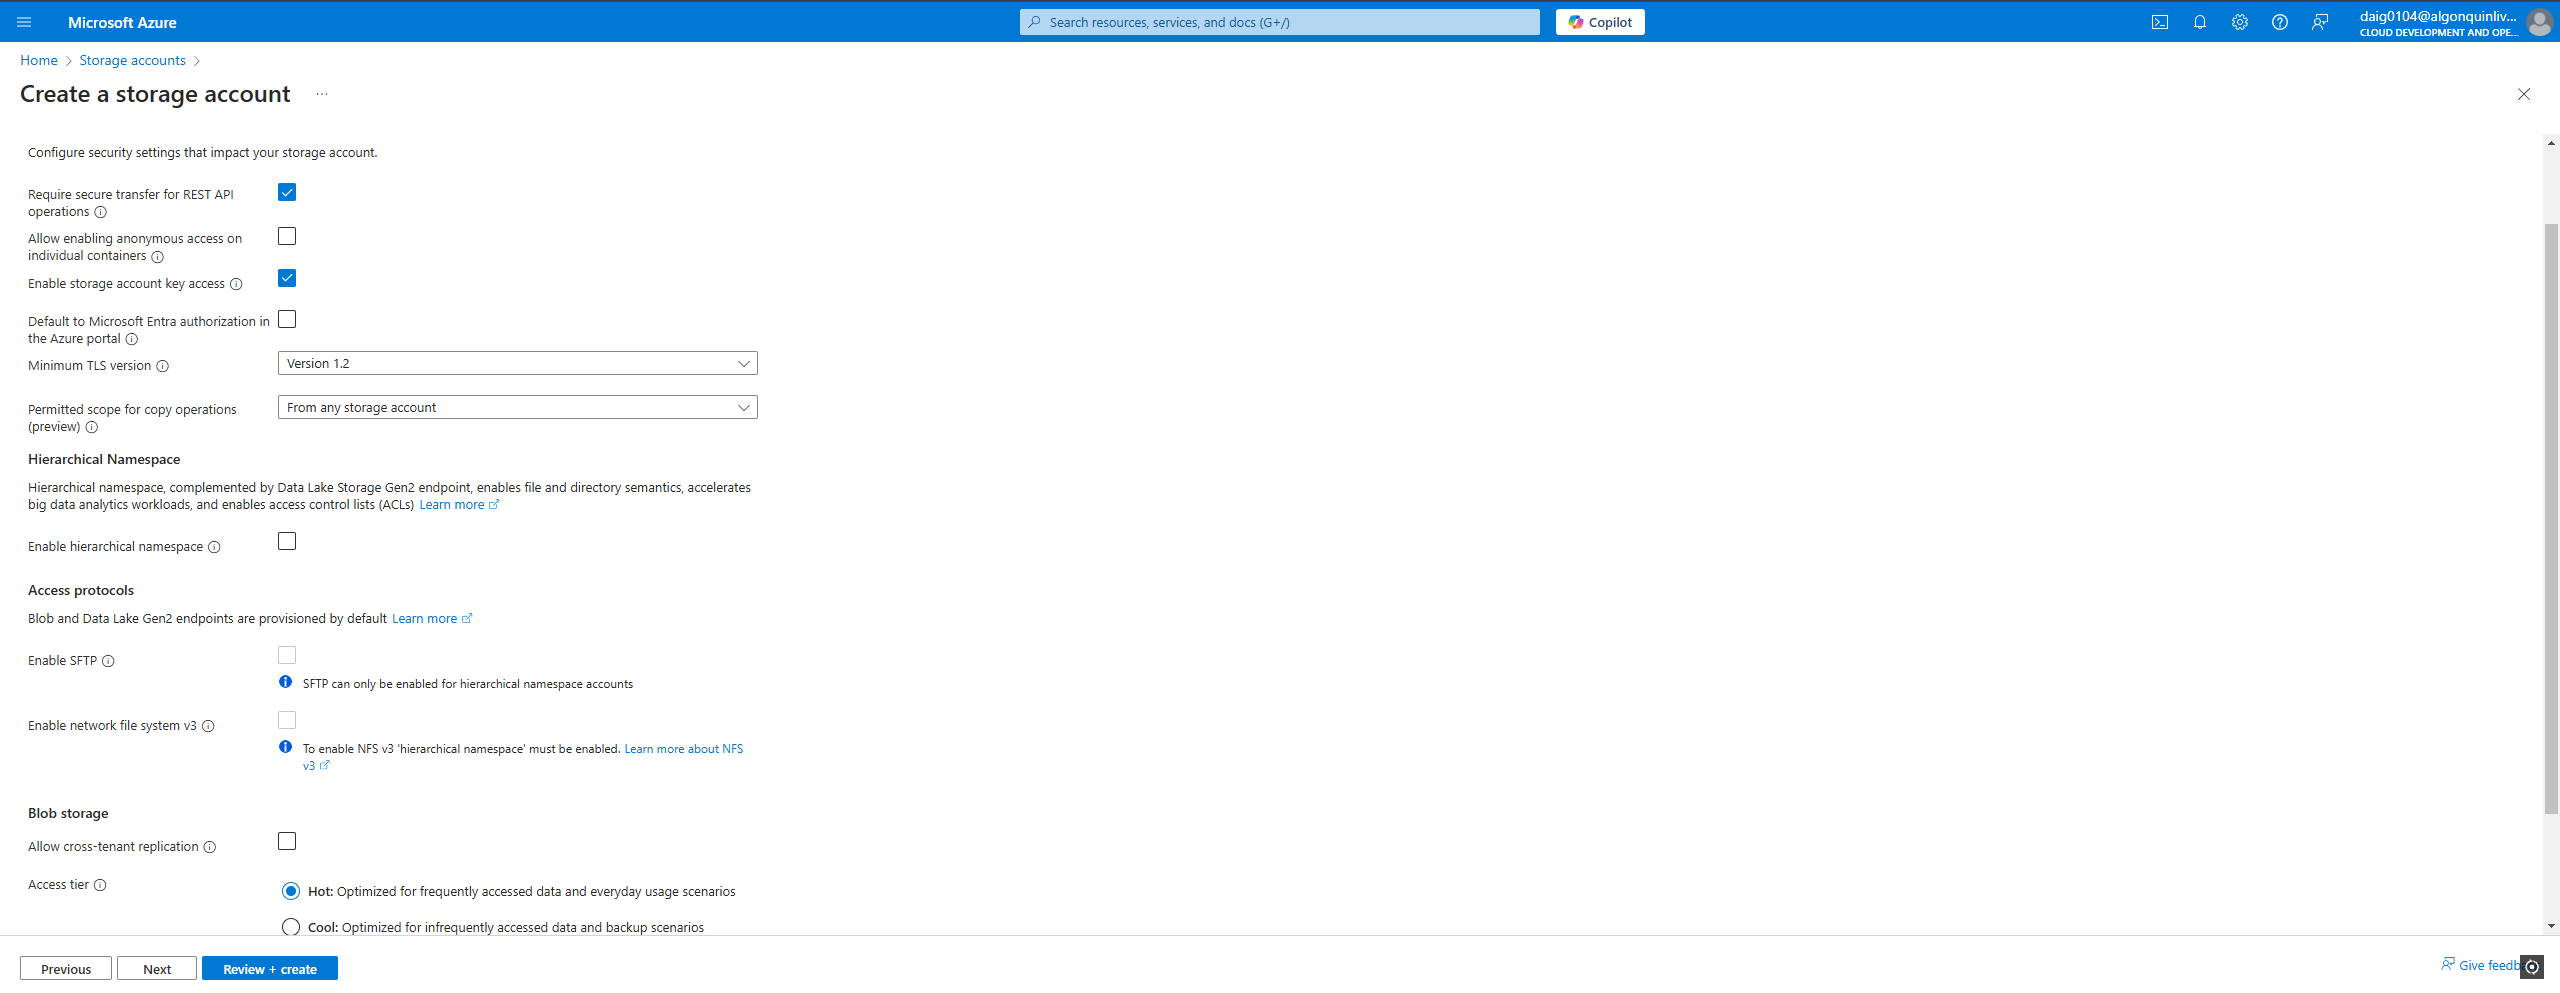 Microsoft Azure
Search resources, services, and docs (G+/)
Copilot
daig0104@algonquinliv...
CLOUD DEVELOPMENT AND OPE...
Home > Storage accounts >
Create a storage account ...
Configure security settings that impact your storage account.
Require secure transfer for REST API
operations
Allow enabling anonymous access on
individual containers
Enable storage account key access
Default to Microsoft Entra authorization in
the Azure portal
Minimum TLS version
Version 1.2
Permitted scope for copy operations
(preview)
From any storage account
Hierarchical Namespace
Hierarchical namespace, complemented by Data Lake Storage Gen2 endpoint, enables file and directory semantics, accelerates
big data analytics workloads, and enables access control lists (ACLs) Learn more
Enable hierarchical namespace
Access protocols
Blob and Data Lake Gen2 endpoints are provisioned by default Learn more
Enable SFTP
SFTP can only be enabled for hierarchical namespace accounts
Enable network file system v3
To enable NFS v3 'hierarchical namespace' must be enabled. Learn more about NFS
v3
Blob storage
Allow cross-tenant replication
Access tier
Hot: Optimized for frequently accessed data and everyday usage scenarios
Cool: Optimized for infrequently accessed data and backup scenarios
Previous
Next
Review + create
Give feedb